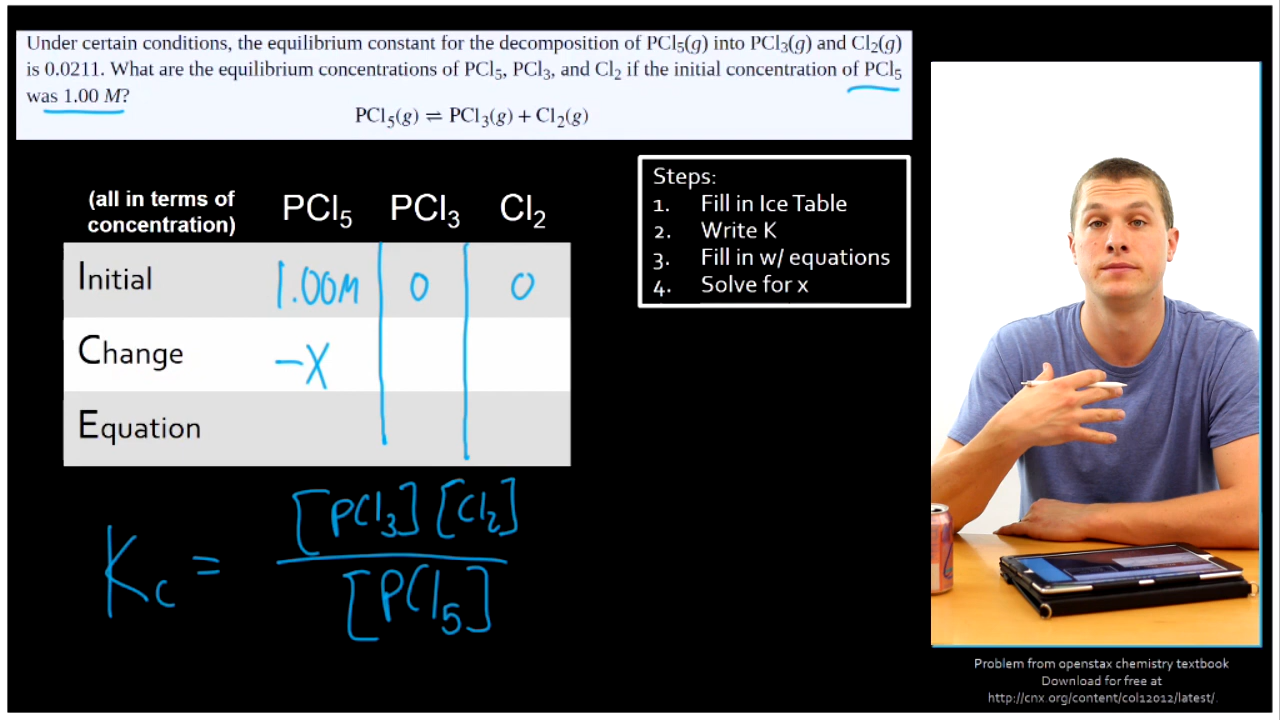 Under certain conditions, the equilibrium constant for the decomposition of PCl₅(g) into PCl₃(g) and Cl₂(g)
is 0.0211. What are the equilibrium concentrations of PCl₅, PCl₃, and Cl₂ if the initial concentration of PCl₅
was 1.00 M?
PCl₅(g) ⇌ PCl₃(g) + Cl₂(g)
(all in terms of
concentration)
PCl₅ PCl₃ Cl₂
Initial 1.00M 0 0
Change -X
Equation
Steps:
1. Fill in Ice Table
2. Write K
3. Fill in w/ equations
4. Solve for x
Kc = [PCl₃][Cl₂]
[PCl₅]
Problem from openstax chemistry textbook
Download for free at
http://cnx.org/content/col12012/latest/.